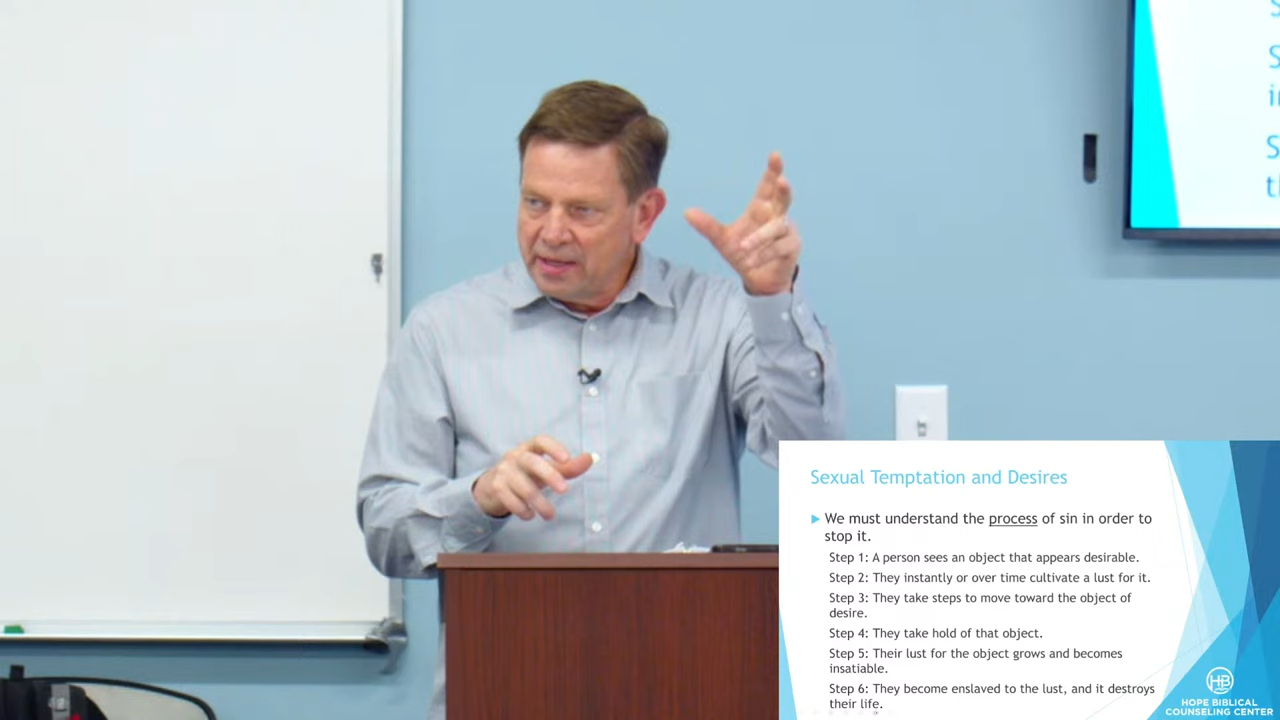 Sexual Temptation and Desires
We must understand the process of sin in order to
stop it.
Step 1: A person sees an object that appears desirable.
Step 2: They instantly or over time cultivate a lust for it.
Step 3: They take steps to move toward the object of
desire.
Step 4: They take hold of that object.
Step 5: Their lust for the object grows and becomes
insatiable.
Step 6: They become enslaved to the lust, and it destroys
their life.
HB
HOPE BIBLICAL
COUNSELING CENTER